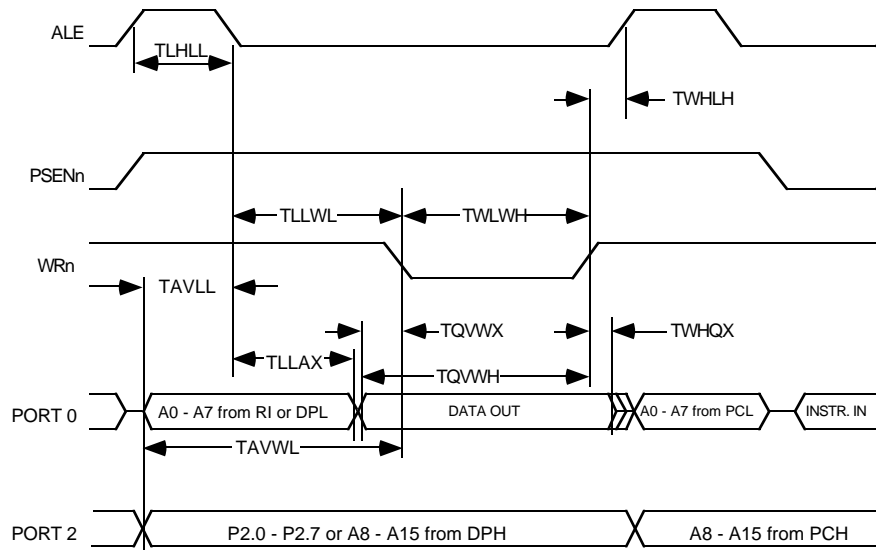 ALE
TLHLL
TWHLH
PSENn
TLLWL
TWLWH
WRn
TAVLL
TQVWX
TWHQX
TLLAX
TQVWH
PORT 0
A0 - A7 from RI or DPL
DATA OUT
A0 - A7 from PCL
INSTR. IN
TAVWL
PORT 2
P2.0 - P2.7 or A8 - A15 from DPH
A8 - A15 from PCH